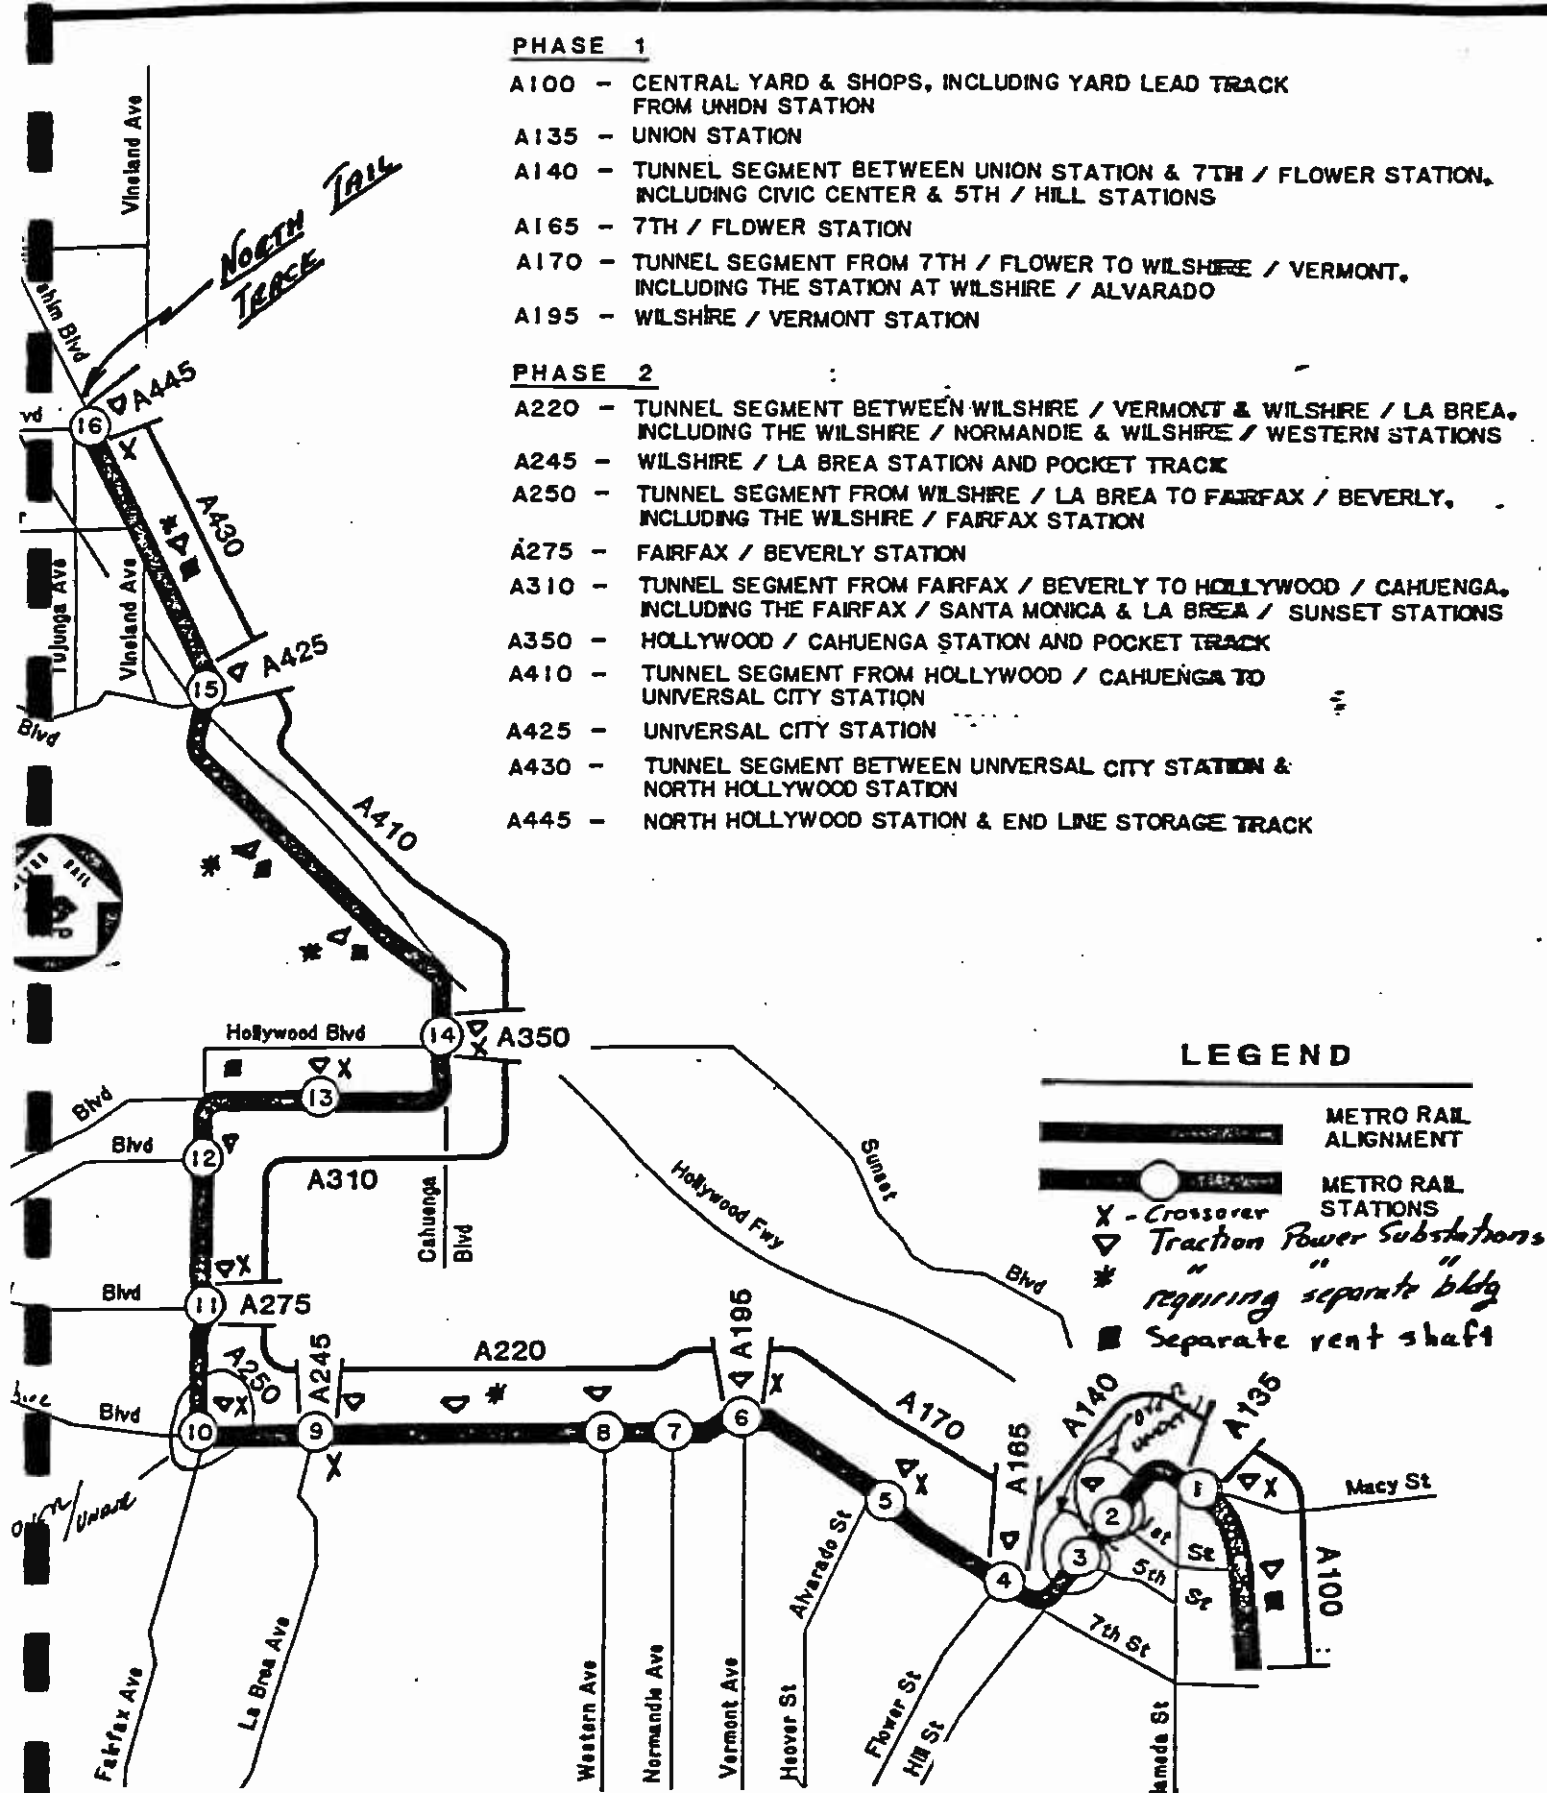 PHASE 1
A100 - CENTRAL YARD & SHOPS, INCLUDING YARD LEAD TRACK
FROM UNION STATION
A135 - UNION STATION
A140 - TUNNEL SEGMENT BETWEEN UNION STATION & 7TH / FLOWER STATION,
INCLUDING CIVIC CENTER & 5TH / HILL STATIONS
A165 - 7TH / FLOWER STATION
A170 - TUNNEL SEGMENT FROM 7TH / FLOWER TO WILSHIRE / VERMONT,
INCLUDING THE STATION AT WILSHIRE / ALVARADO
A195 - WILSHIRE / VERMONT STATION
PHASE 2
A220 - TUNNEL SEGMENT BETWEEN WILSHIRE / VERMONT & WILSHIRE / LA BREA,
INCLUDING THE WILSHIRE / NORMANDIE & WILSHIRE / WESTERN STATIONS
A245 - WILSHIRE / LA BREA STATION AND POCKET TRACK
A250 - TUNNEL SEGMENT FROM WILSHIRE / LA BREA TO FAIRFAX / BEVERLY,
INCLUDING THE WILSHIRE / FAIRFAX STATION
A275 - FAIRFAX / BEVERLY STATION
A310 - TUNNEL SEGMENT FROM FAIRFAX / BEVERLY TO HOLLYWOOD / CAHUENGA,
INCLUDING THE FAIRFAX / SANTA MONICA & LA BREA / SUNSET STATIONS
A350 - HOLLYWOOD / CAHUENGA STATION AND POCKET TRACK
A410 - TUNNEL SEGMENT FROM HOLLYWOOD / CAHUENGA TO
UNIVERSAL CITY STATION
A425 - UNIVERSAL CITY STATION
A430 - TUNNEL SEGMENT BETWEEN UNIVERSAL CITY STATION &
NORTH HOLLYWOOD STATION
A445 - NORTH HOLLYWOOD STATION & END LINE STORAGE TRACK
Vineland Ave
NORTH TAIL
TRACK
Blvd
A445
16
X
A430
Tujunga Ave
Vineland Ave
A425
15
Blvd
A410
RAIL
Hollywood Blvd
14
X
A350
X
13
Blvd
Blvd
12
A310
Cahuenga
Blvd
Hollywood Fwy
Sunset
Blvd
LEGEND
METRO RAIL
ALIGNMENT
METRO RAIL
STATIONS
X - Crossover
Traction Power Substations
" " "
requiring separate bldg
Separate vent shaft
X
Blvd
11
A275
A250
A245
A220
A195
X
A170
A165
A140
A135
Blvd
X
10
9
X
8
7
6
5
X
4
3
2
1
X
Macy St
A100
1st
St
5th
St
7th St
Fairfax Ave
La Brea Ave
Western Ave
Normandie Ave
Vermont Ave
Hoover St
Alvarado St
Flower St
Hill St